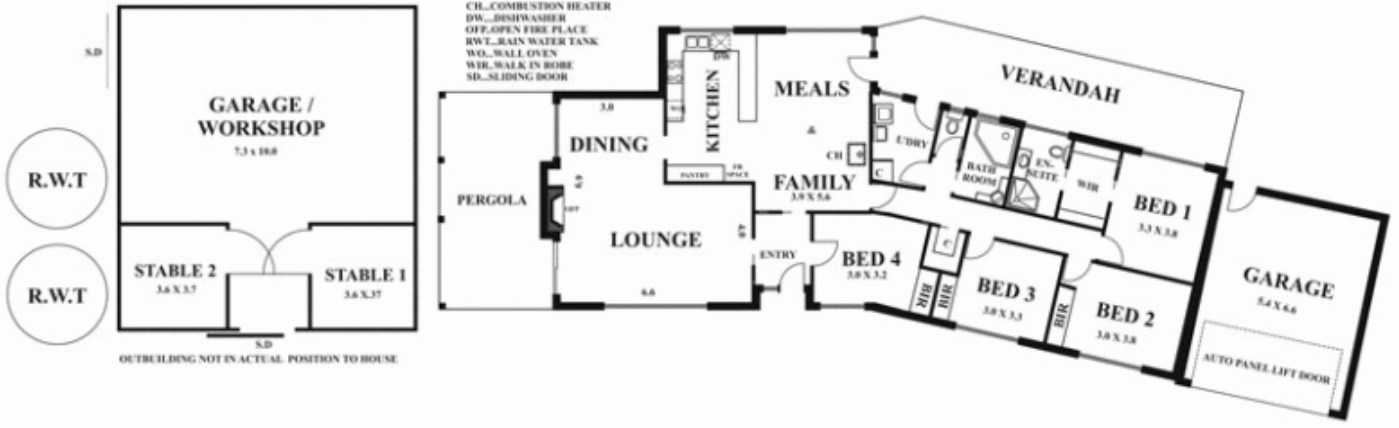 CH...COMBUSTION HEATER
DW...DISHWASHER
OFP..OPEN FIRE PLACE
RWT...RAIN WATER TANK
WO...WALL OVEN
WIR..WALK IN ROBE
SD...SLIDING DOOR
S.D
GARAGE /
WORKSHOP
7.3 x 10.0
R.W.T
R.W.T
STABLE 2
3.6 X 3.7
STABLE 1
3.6 X.37
S.D
OUTBUILDING NOT IN ACTUAL POSITION TO HOUSE
PERGOLA
3.0
DINING
6.9
OFP
LOUNGE
4.0
6.6
KITCHEN
DW
PANTRY
FR
SPACE
MEALS
&
FAMILY
3.9 X 5.6
CH
ENTRY
VERANDAH
L'DRY
C
BATH
ROOM
EN-
SUITE
WIR
BED 1
3.3 X 3.8
BED 4
3.0 X 3.2
C
BIR
BIR
BED 3
3.0 X 3.3
BIR
BED 2
3.0 X 3.8
GARAGE
5.4 x 6.6
AUTO PANEL LIFT DOOR